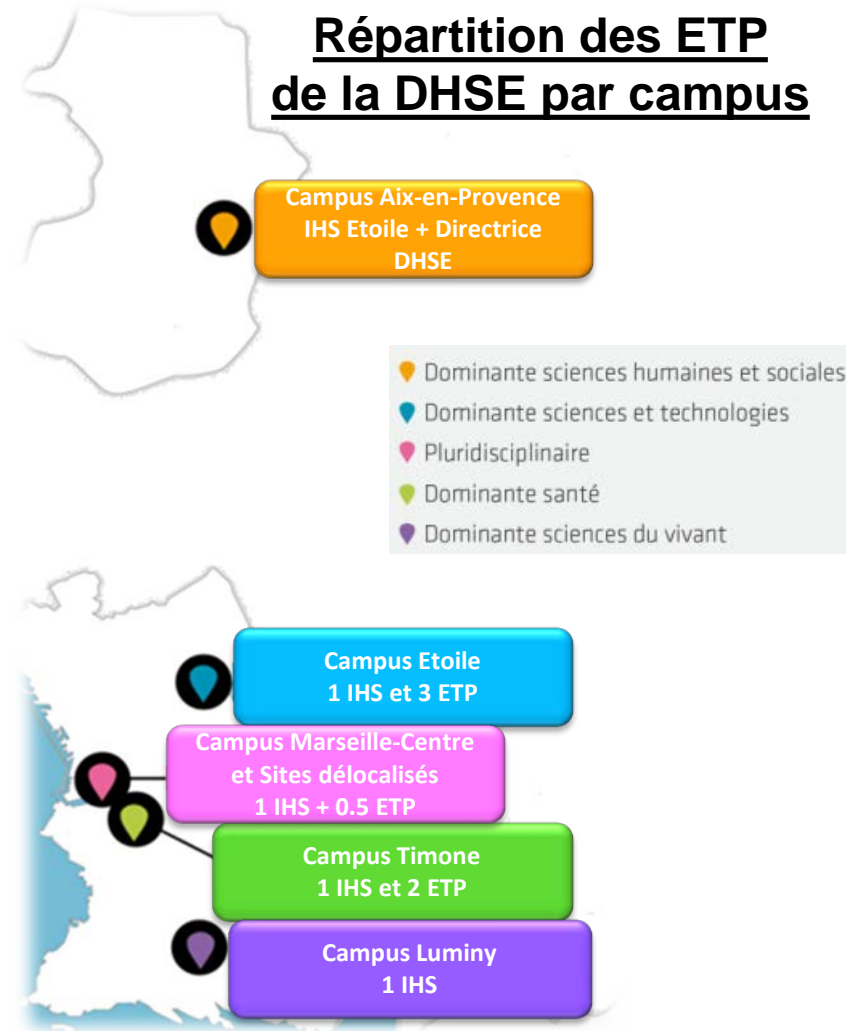 Répartition des ETP
de la DHSE par campus
Campus Aix-en-Provence
IHS Etoile + Directrice
DHSE
Dominante sciences humaines et sociales
Dominante sciences et technologies
Pluridisciplinaire
Dominante santé
Dominante sciences du vivant
Campus Etoile
1 IHS et 3 ETP
Campus Marseille-Centre
et Sites délocalisés
1 IHS + 0.5 ETP
Campus Timone
1 IHS et 2 ETP
Campus Luminy
1 IHS